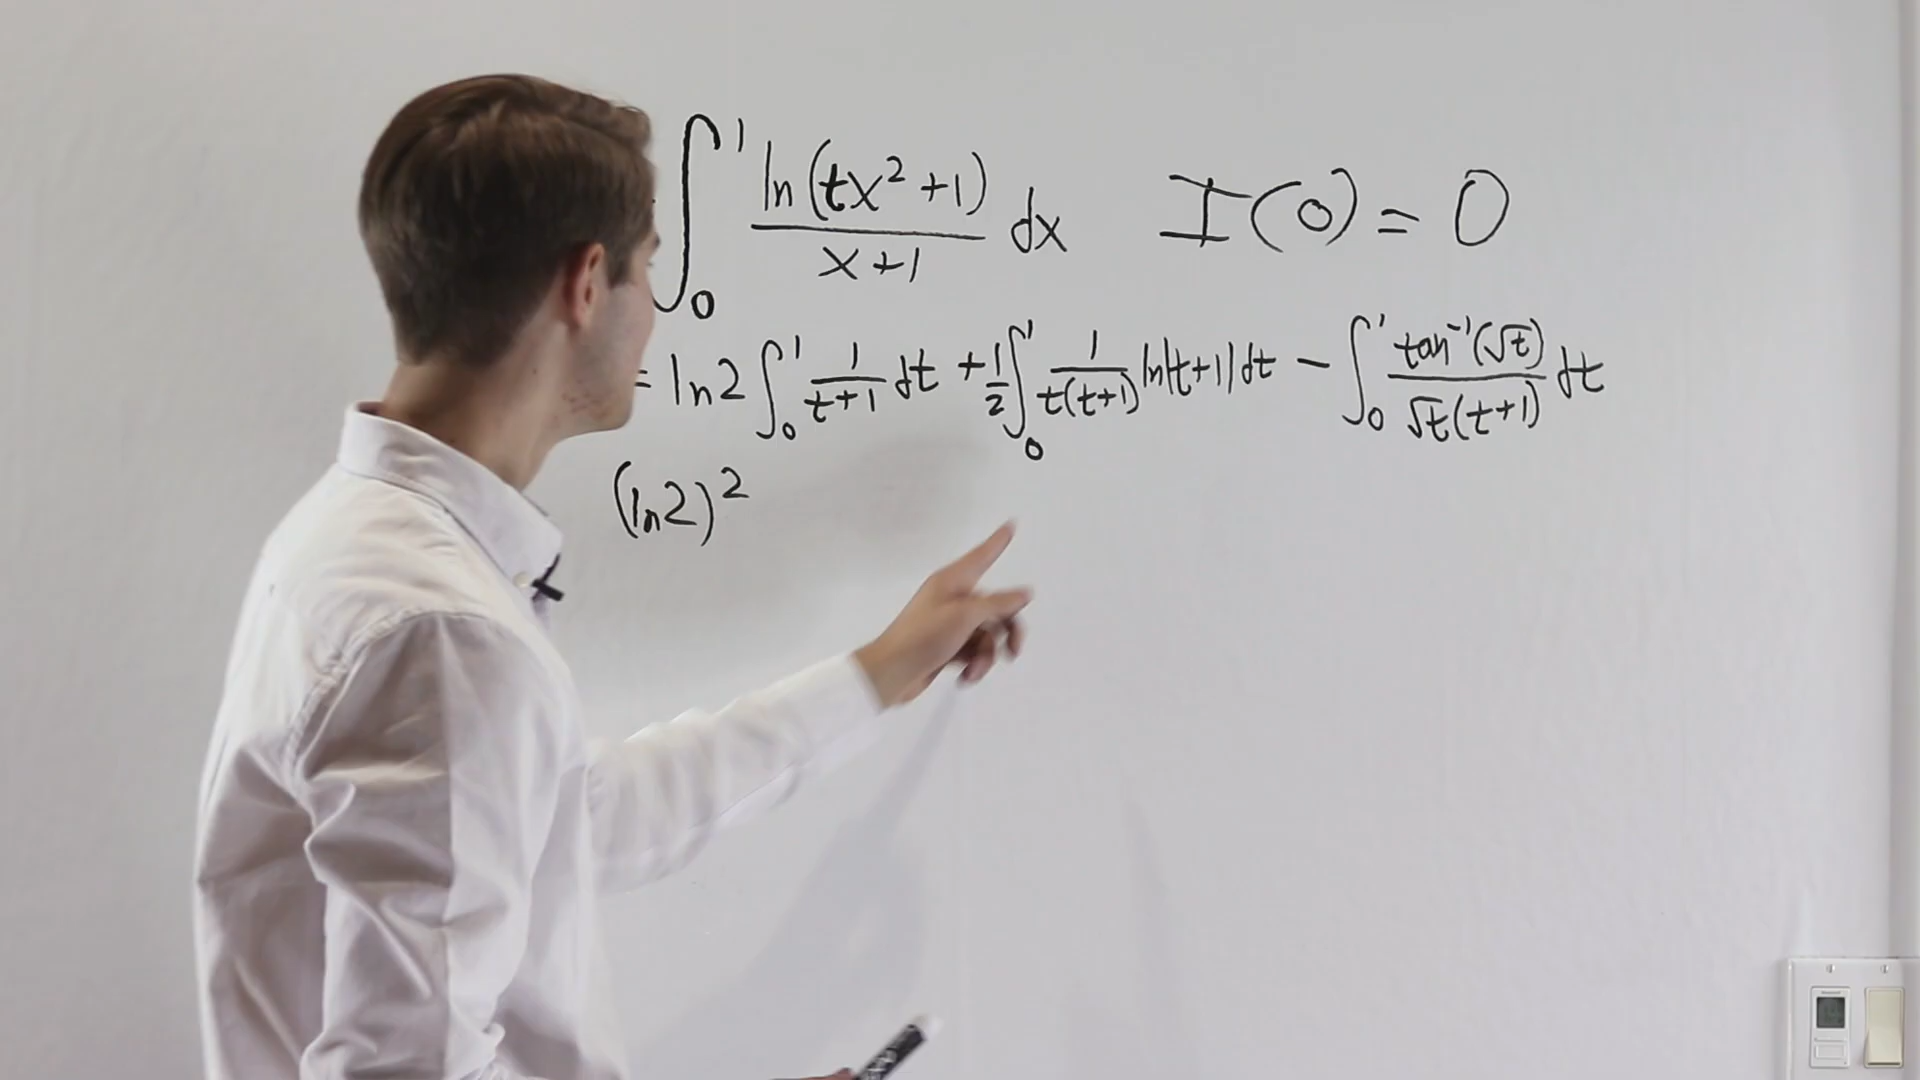 ∫₀¹ ln(tx²+1)/(x+1) dx I(0) = 0
= ln2 ∫₀¹ 1/(t+1) dt + 1/2 ∫₀¹ 1/(t(t+1)) ln|t+1| dt − ∫₀¹ tan⁻¹(√t)/(√t(t+1)) dt
(ln2)²